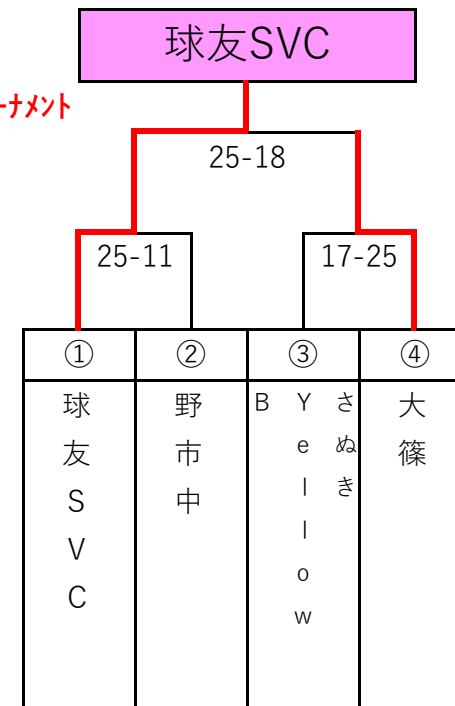 球友SVC
ーナメント
25-18
25-11
17-25
①
②
③
④
球友SVC
野市中
さぬき
Yellow
B
大篠